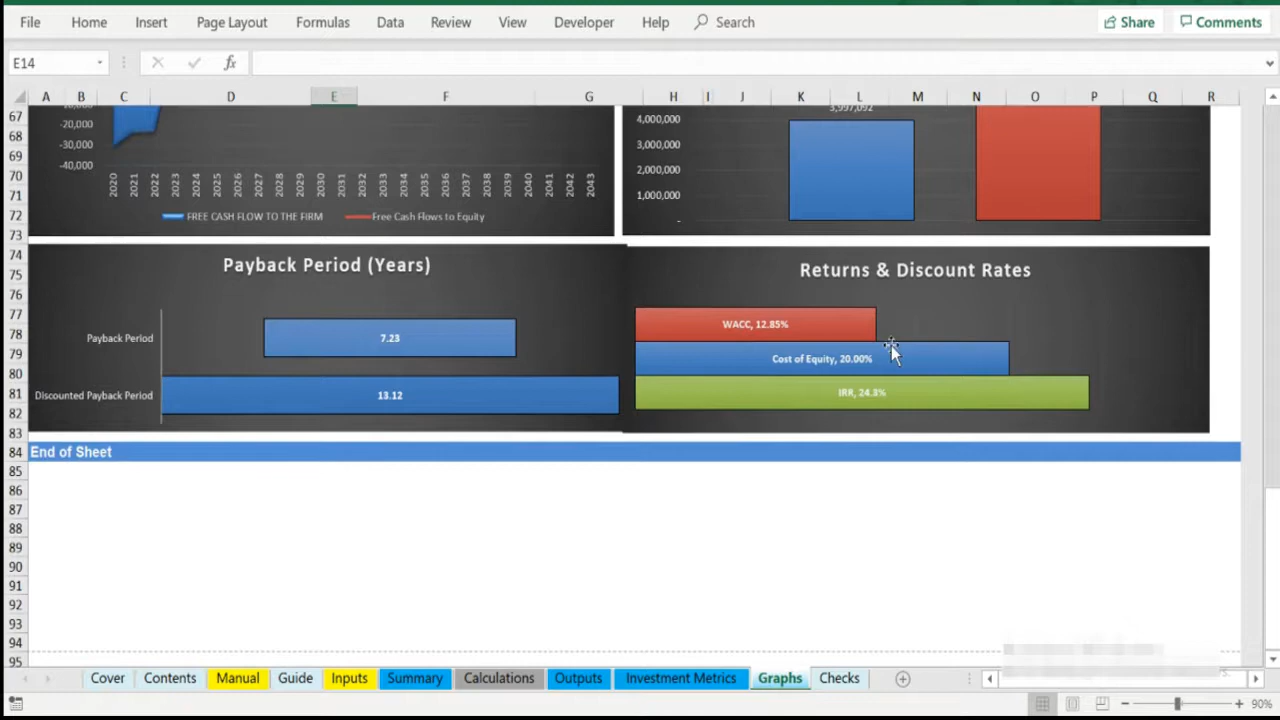 File Home Insert Page Layout Formulas Data Review View Developer Help Search Share Comments
E14 fx
A B C D E F G H I J K L M N O P Q R
67
68
69
70
71
72
73
74
75
76
77
78
79
80
81
82
83
84
85
86
87
88
89
90
91
92
93
94
95
-20,000
-30,000
-40,000
2020 2021 2022 2023 2024 2025 2026 2027 2028 2029 2030 2031 2032 2033 2034 2035 2036 2037 2038 2039 2040 2041 2042 2043
FREE CASH FLOW TO THE FIRM Free Cash Flows to Equity
3,997,092
4,000,000
3,000,000
2,000,000
1,000,000
-
Payback Period (Years)
Payback Period 7.23
Discounted Payback Period 13.12
Returns & Discount Rates
WACC, 12.85%
Cost of Equity, 20.00%
IRR, 24.3%
End of Sheet
Cover Contents Manual Guide Inputs Summary Calculations Outputs Investment Metrics Graphs Checks
90%